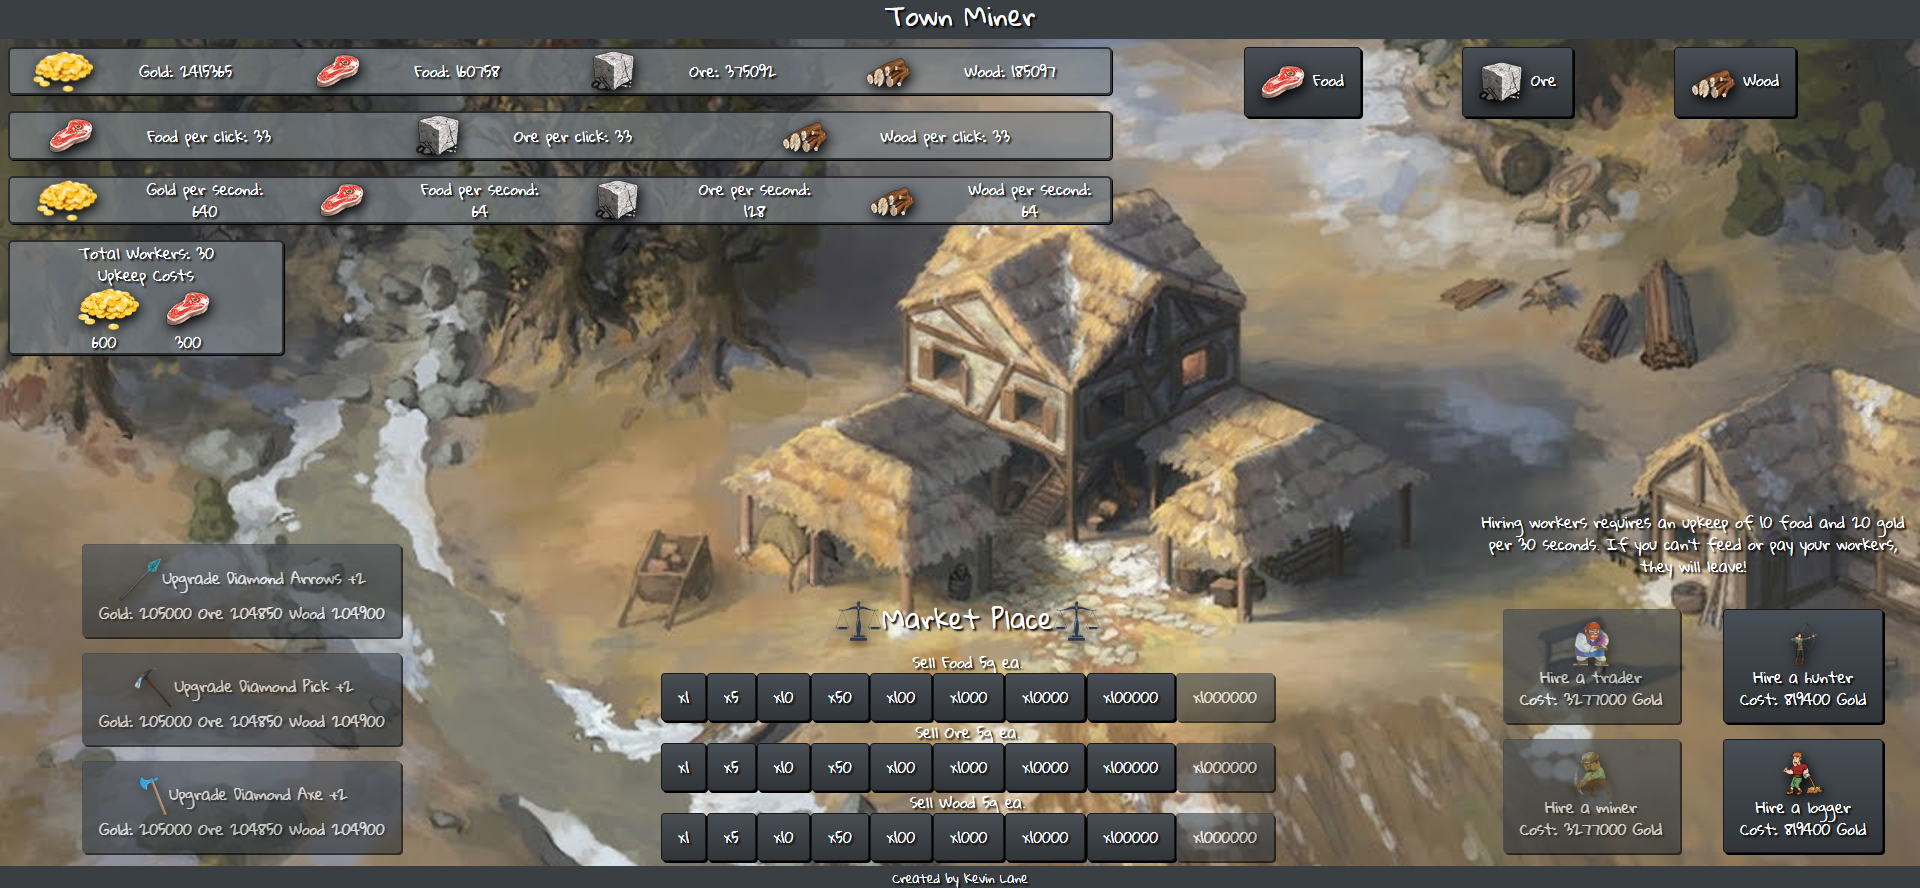 Town Miner
Gold: 2415365 Food: 160758 Ore: 375092 Wood: 185097
Food Ore Wood
Food per click: 33 Ore per click: 33 Wood per click: 33
Gold per second: 640 Food per second: 64 Ore per second: 128 Wood per second: 64
Total Workers: 30
Upkeep Costs
600 300
Hiring workers requires an upkeep of 10 food and 20 gold
per 30 seconds. If you can't feed or pay your workers,
they will leave!
Upgrade Diamond Arrows +2
Gold: 205000 Ore 204850 Wood 204900
Upgrade Diamond Pick +2
Gold: 205000 Ore 204850 Wood 204900
Upgrade Diamond Axe +2
Gold: 205000 Ore 204850 Wood 204900
Market Place
Sell Food 5g ea.
x1 x5 x10 x50 x100 x1000 x10000 x100000 x1000000
Sell Ore 5g ea.
x1 x5 x10 x50 x100 x1000 x10000 x100000 x1000000
Sell Wood 5g ea.
x1 x5 x10 x50 x100 x1000 x10000 x100000 x1000000
Hire a trader
Cost: 3277000 Gold
Hire a hunter
Cost: 819400 Gold
Hire a miner
Cost: 3277000 Gold
Hire a logger
Cost: 819400 Gold
Created by Kevin Lane